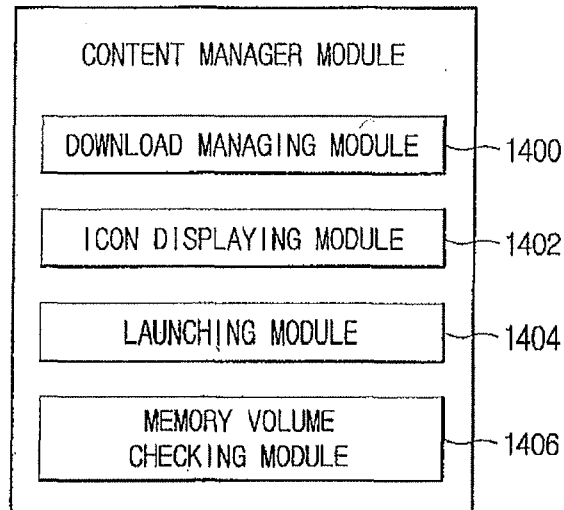 CONTENT MANAGER MODULE
DOWNLOAD MANAGING MODULE 1400
ICON DISPLAYING MODULE 1402
LAUNCHING MODULE 1404
MEMORY VOLUME
CHECKING MODULE 1406